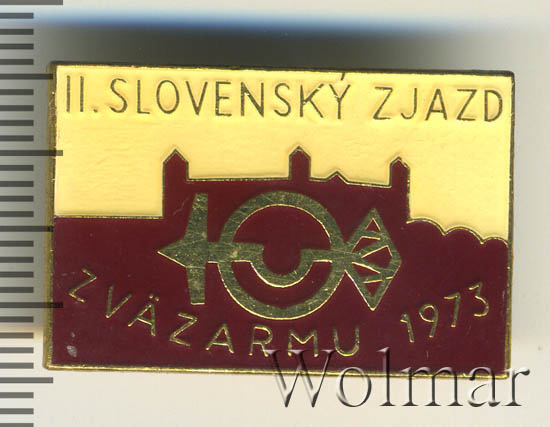 II. SLOVENSKÝ ZJAZD
ZVÄZARMU 1973
Wolmar